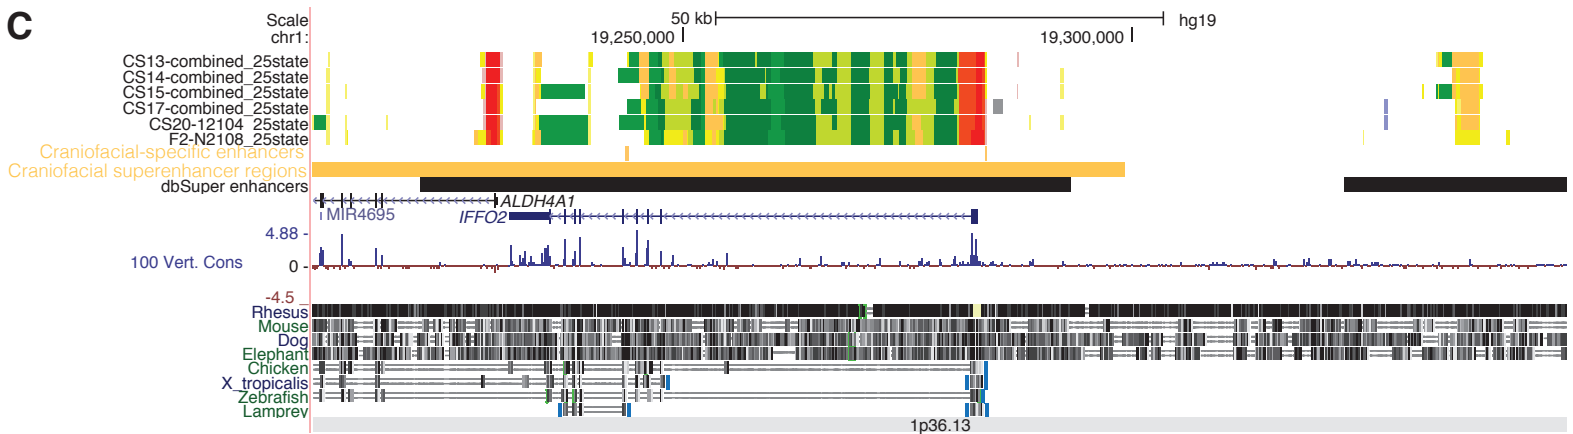 C
Scale 50 kb hg19
chr1: 19,250,000 19,300,000
CS13-combined_25state
CS14-combined_25state
CS15-combined_25state
CS17-combined_25state
CS20-12104_25state
F2-N2108_25state
Craniofacial-specific enhancers
Craniofacial superenhancer regions
dbSuper enhancers
ALDH4A1
MIR4695 IFFO2
4.88 -
100 Vert. Cons
0 -
-4.5 _
Rhesus
Mouse
Dog
Elephant
Chicken
X_tropicalis
Zebrafish
Lamprey
1p36.13